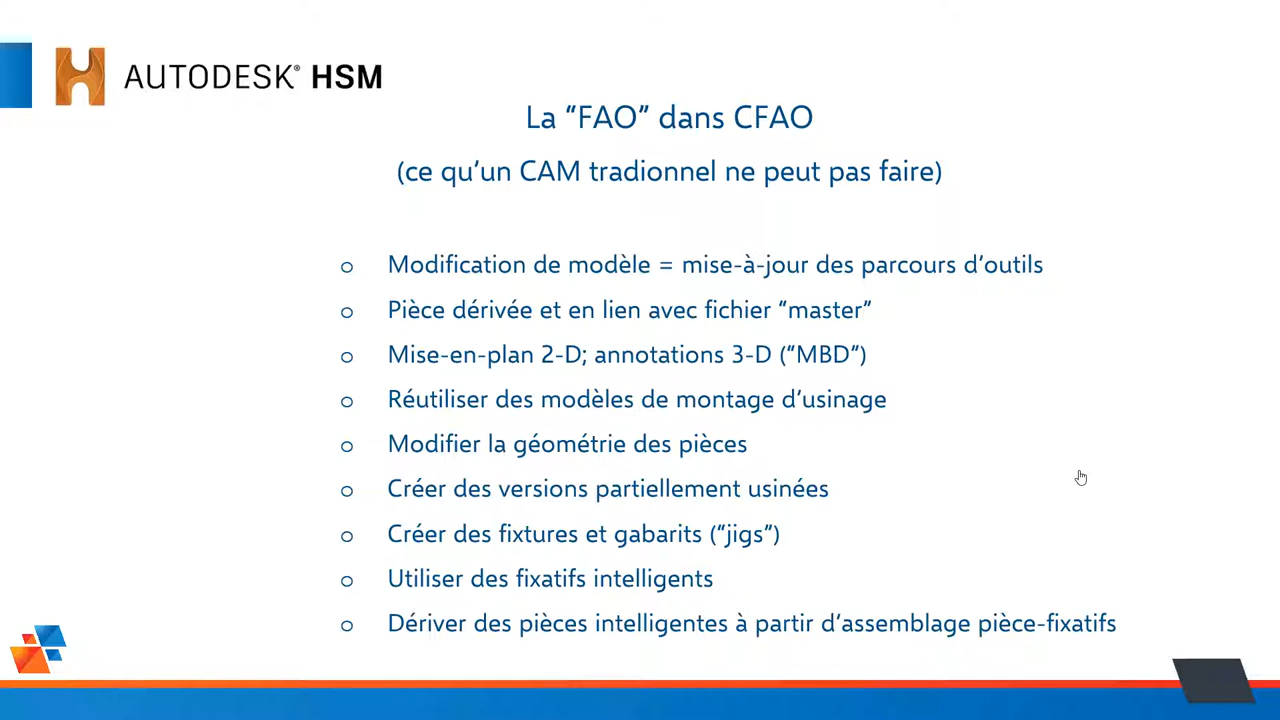 AUTODESK® HSM
La “FAO” dans CFAO
(ce qu’un CAM tradionnel ne peut pas faire)
o Modification de modèle = mise-à-jour des parcours d’outils
o Pièce dérivée et en lien avec fichier “master”
o Mise-en-plan 2-D; annotations 3-D (“MBD”)
o Réutiliser des modèles de montage d’usinage
o Modifier la géométrie des pièces
o Créer des versions partiellement usinées
o Créer des fixtures et gabarits (“jigs”)
o Utiliser des fixatifs intelligents
o Dériver des pièces intelligentes à partir d’assemblage pièce-fixatifs